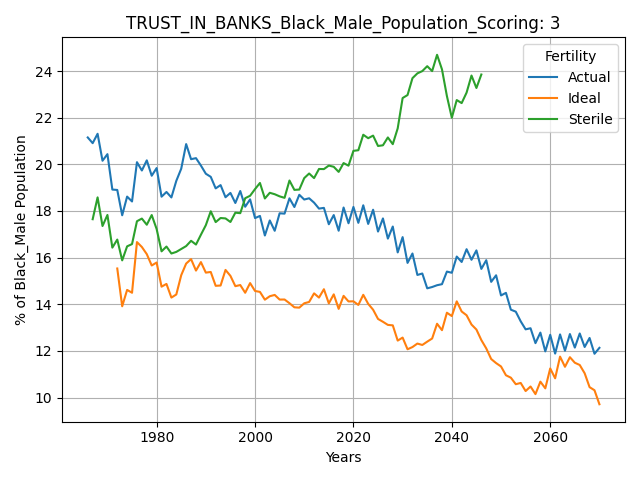 TRUST_IN_BANKS_Black_Male_Population_Scoring: 3
% of Black_Male Population
24
22
20
18
16
14
12
10
Fertility
Actual
Ideal
Sterile
1980
2000
2020
2040
2060
Years